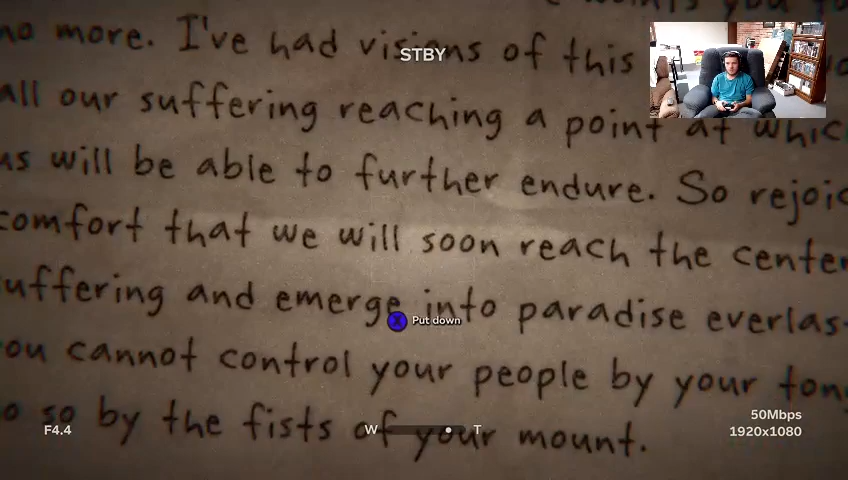 no more. I've had visions of this
STBY
all our suffering reaching a point at which
us will be able to further endure. So rejoic
comfort that we will soon reach the center
uffering and emerge into paradise everlas
X Put down
ou cannot control your people by your tong
o so by the fists of your mount.
F4.4
W
T
50Mbps
1920x1080